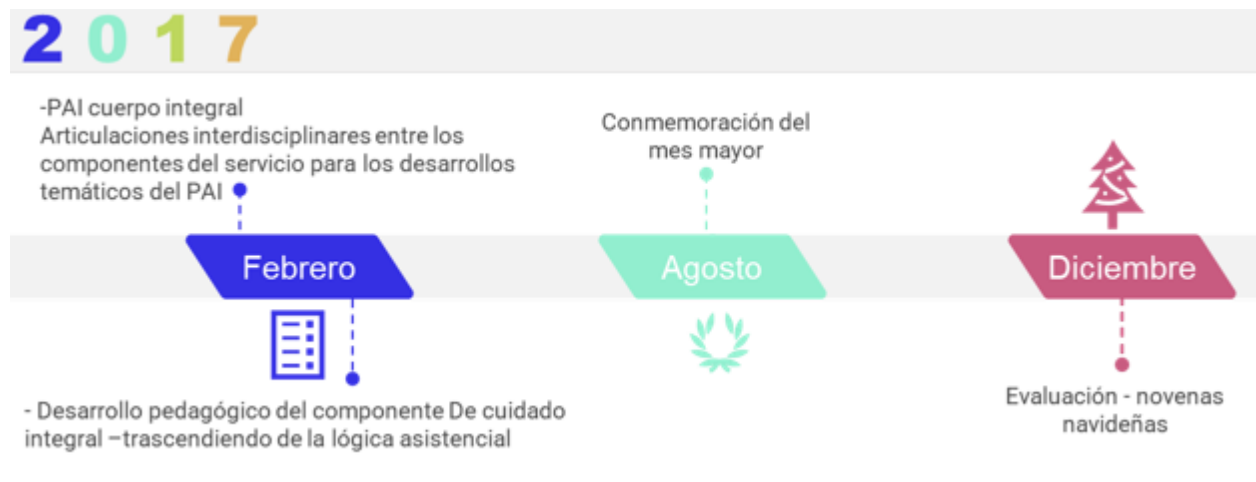 2017
-PAI cuerpo integral
Articulaciones interdisciplinares entre los
componentes del servicio para los desarrollos
temáticos del PAI
Conmemoración del
mes mayor
Febrero
Agosto
Diciembre
- Desarrollo pedagógico del componente De cuidado
integral –trascendiendo de la lógica asistencial
Evaluación - novenas
navideñas